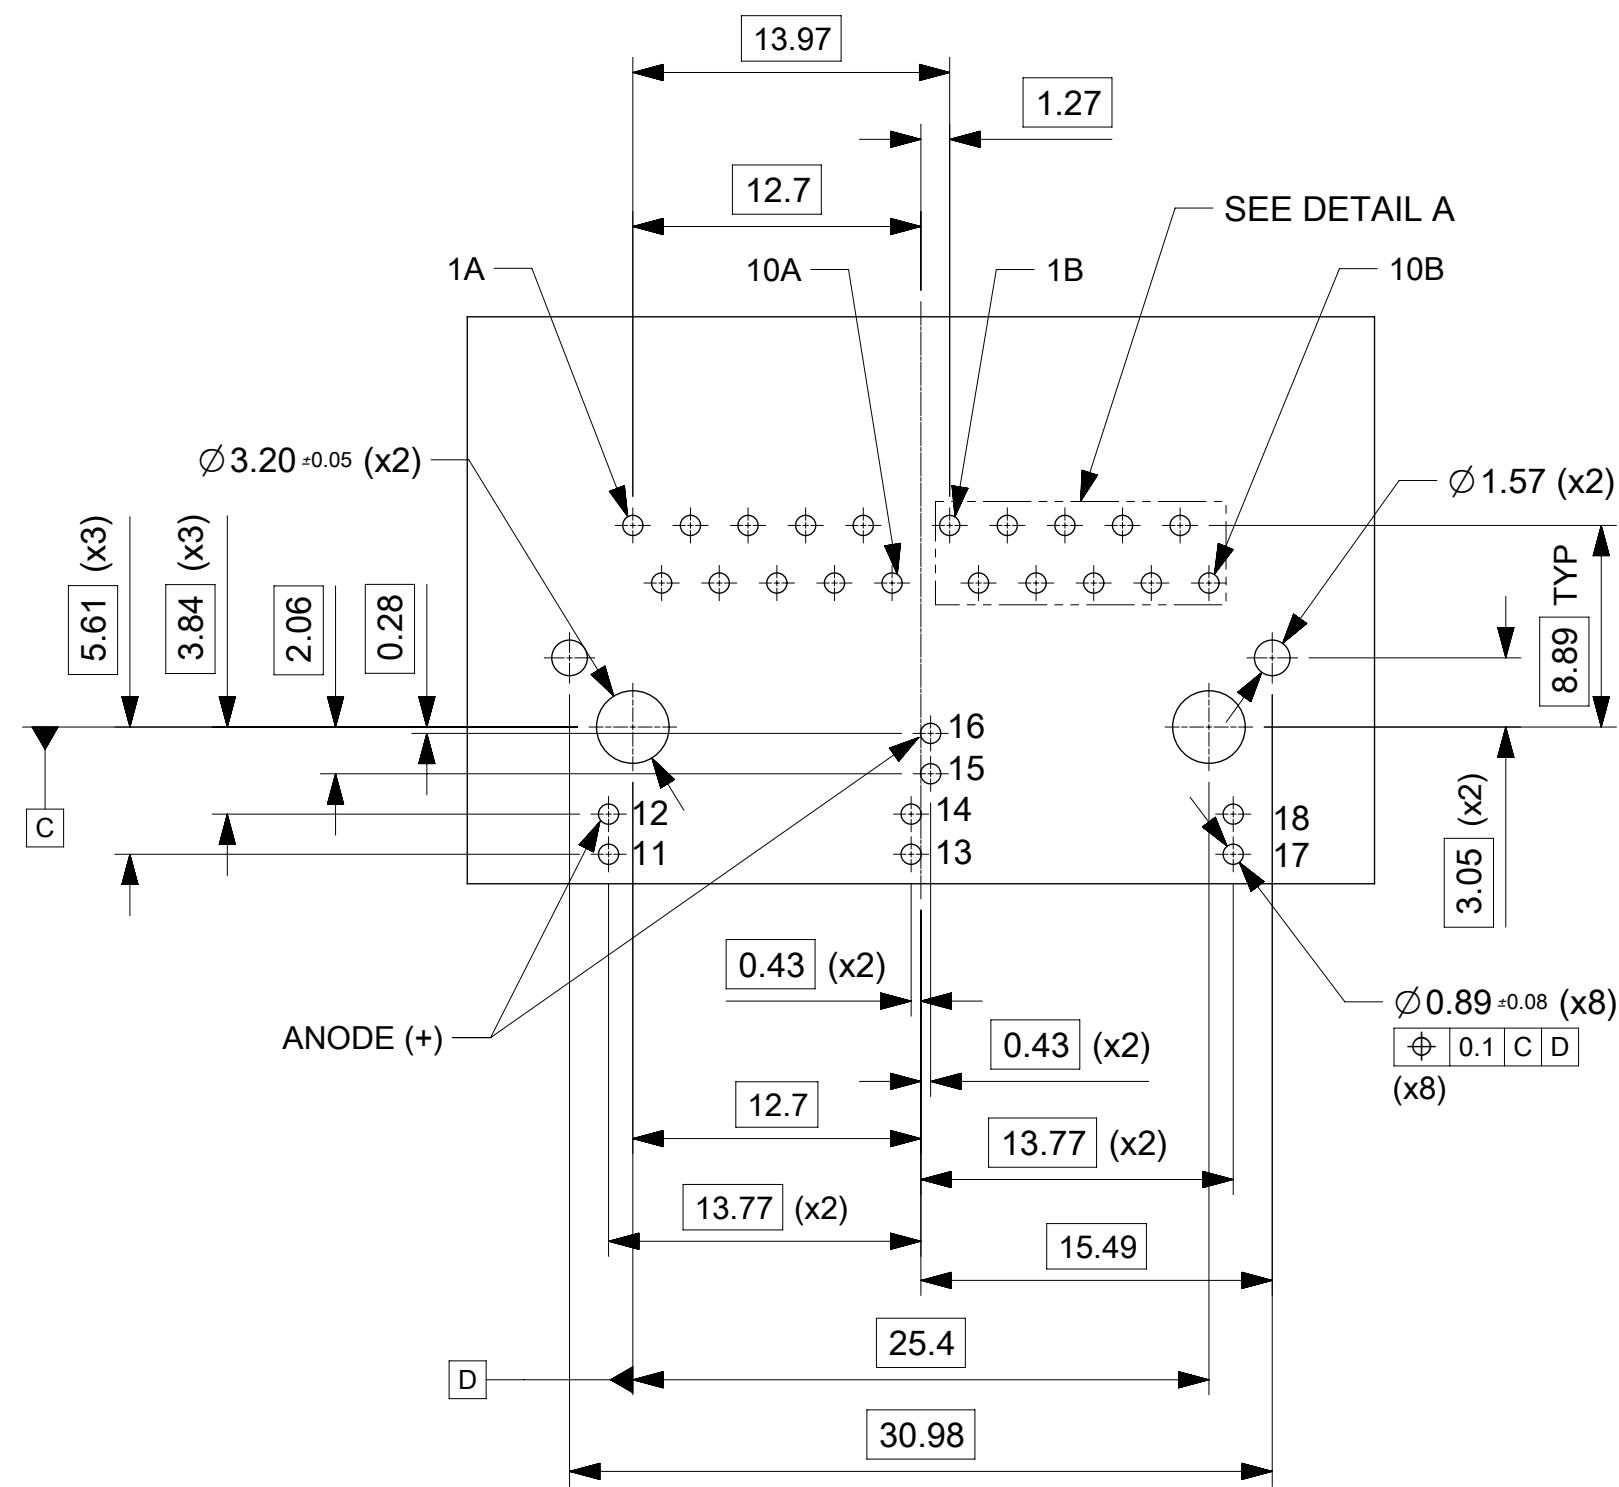 13.97
1.27
12.7
SEE DETAIL A
1A
10A
1B
10B
⌀3.20 ±0.05 (x2)
⌀1.57 (x2)
5.61 (x3)
3.84 (x3)
2.06
0.28
8.89 TYP
16
15
12
14
18
11
13
17
C
3.05 (x2)
0.43 (x2)
⌀0.89 ±0.08 (x8)
ANODE (+)
0.43 (x2)
⌖ 0.1 C D
(x8)
12.7
13.77 (x2)
13.77 (x2)
15.49
25.4
D
30.98